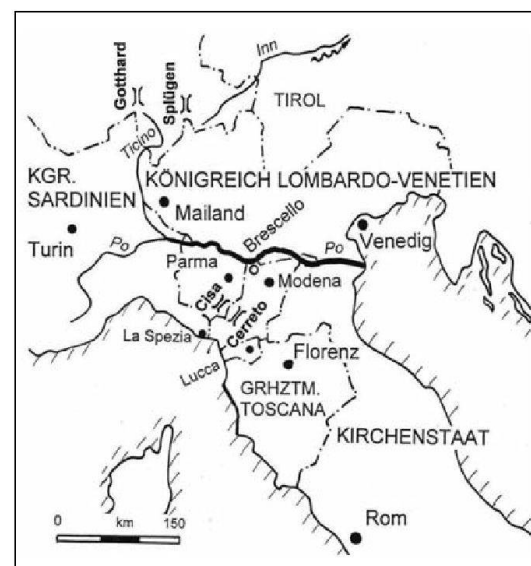 Gotthard
Splügen
Inn
TIROL
Ticino
KGR.
SARDINIEN
KÖNIGREICH LOMBARDO-VENETIEN
Mailand
Brescello
Turin
Po
Po
Venedig
Parma
Cisa
Modena
Cerreto
La Spezia
Lucca
Florenz
GRHZTM.
TOSCANA
KIRCHENSTAAT
0 km 150
Rom